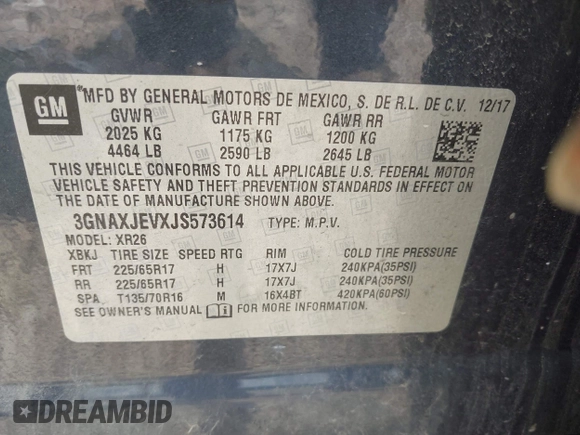 GM
*MFD BY GENERAL MOTORS DE MEXICO, S. DE R.L. DE C.V. 12/17
GVWR GAWR FRT GAWR RR
2025 KG 1175 KG 1200 KG
4464 LB 2590 LB 2645 LB
THIS VEHICLE CONFORMS TO ALL APPLICABLE U.S. FEDERAL MOTOR
VEHICLE SAFETY AND THEFT PREVENTION STANDARDS IN EFFECT ON
THE DATE OF MANUFACTURE SHOWN ABOVE.
3GNAXJEVXJS573614 TYPE: M.P.V.
MODEL: XR26
XBKJ TIRE SIZE SPEED RTG RIM COLD TIRE PRESSURE
FRT 225/65R17 H 17X7J 240KPA(35PSI)
RR 225/65R17 H 17X7J 240KPA(35PSI)
SPA T135/70R16 M 16X4BT 420KPA(60PSI)
SEE OWNER'S MANUAL FOR MORE INFORMATION.
DREAMBID